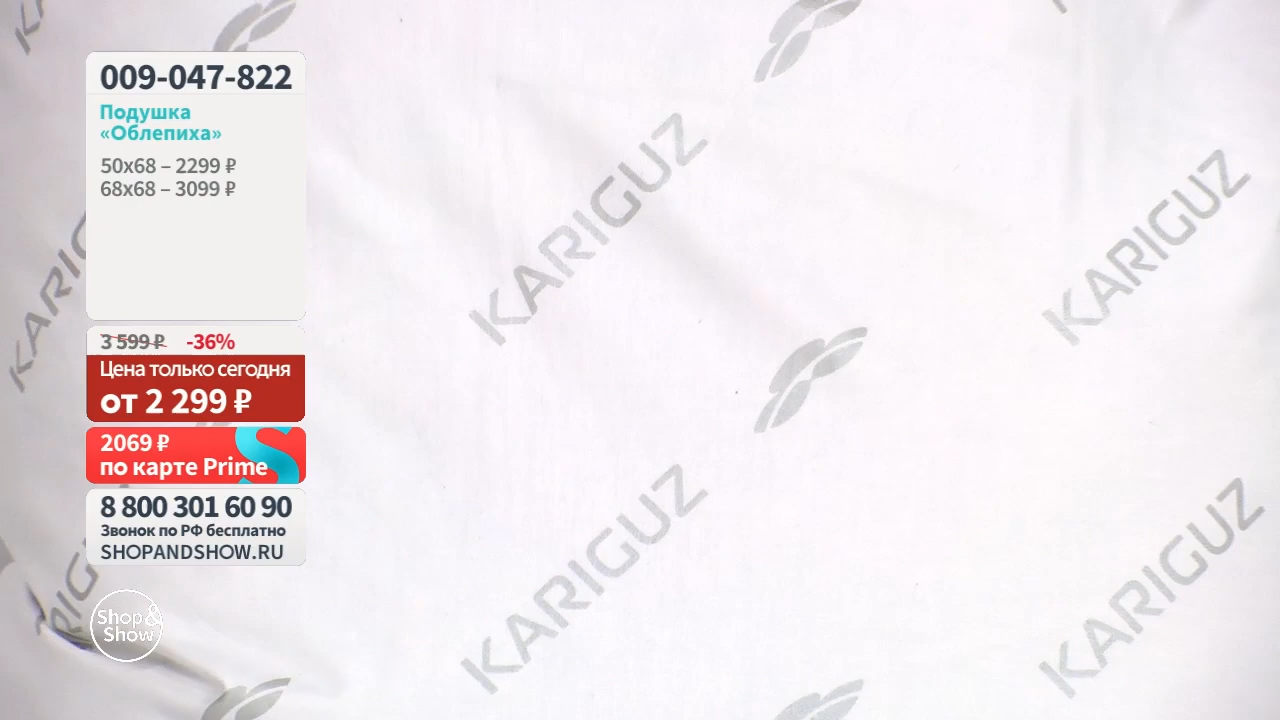 009-047-822
Подушка
«Облепиха»
50x68 – 2299 ₽
68x68 – 3099 ₽
3 599 ₽ -36%
Цена только сегодня
от 2 299 ₽
2069 ₽
по карте Prime
8 800 301 60 90
Звонок по РФ бесплатно
SHOPANDSHOW.RU
Shop&
Show
KARIGUZ
KARIGUZ
KARIG
KARIGUZ
KARIGUZ
RIG